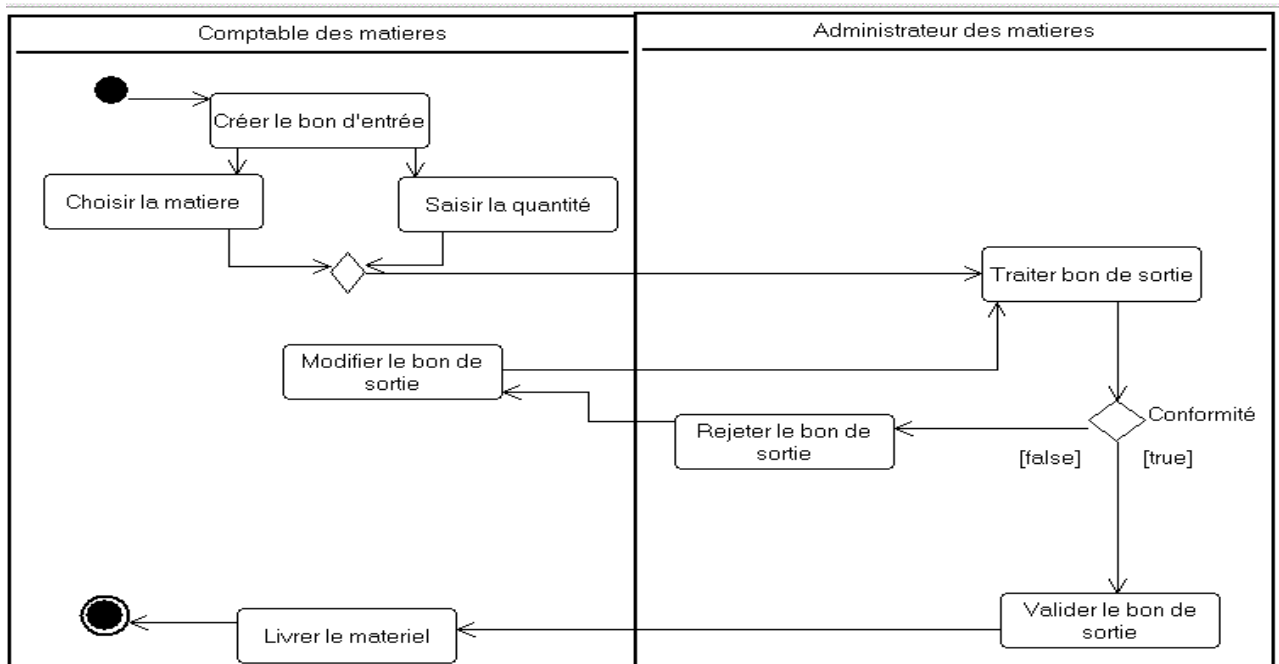 Comptable des matieres
Administrateur des matieres
Créer le bon d'entrée
Choisir la matiere
Saisir la quantité
Traiter bon de sortie
Modifier le bon de
sortie
Conformité
Rejeter le bon de
sortie
[false]
[true]
Valider le bon de
sortie
Livrer le materiel